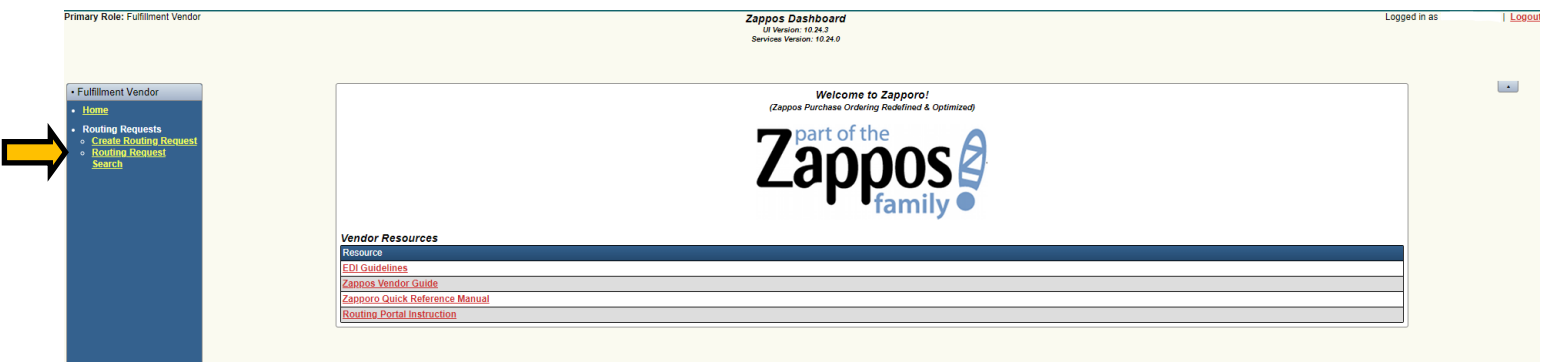 Primary Role: Fulfillment Vendor
Zappos Dashboard
UI Version: 10.24.3
Services Version: 10.24.0
Logged in as | Logout
• Fulfillment Vendor
• Home
• Routing Requests
Create Routing Request
Routing Request
Search
Welcome to Zapporo!
(Zappos Purchase Ordering Redefined & Optimized)
part of the
Zappos
family
Vendor Resources
Resource
EDI Guidelines
Zappos Vendor Guide
Zapporo Quick Reference Manual
Routing Portal Instruction